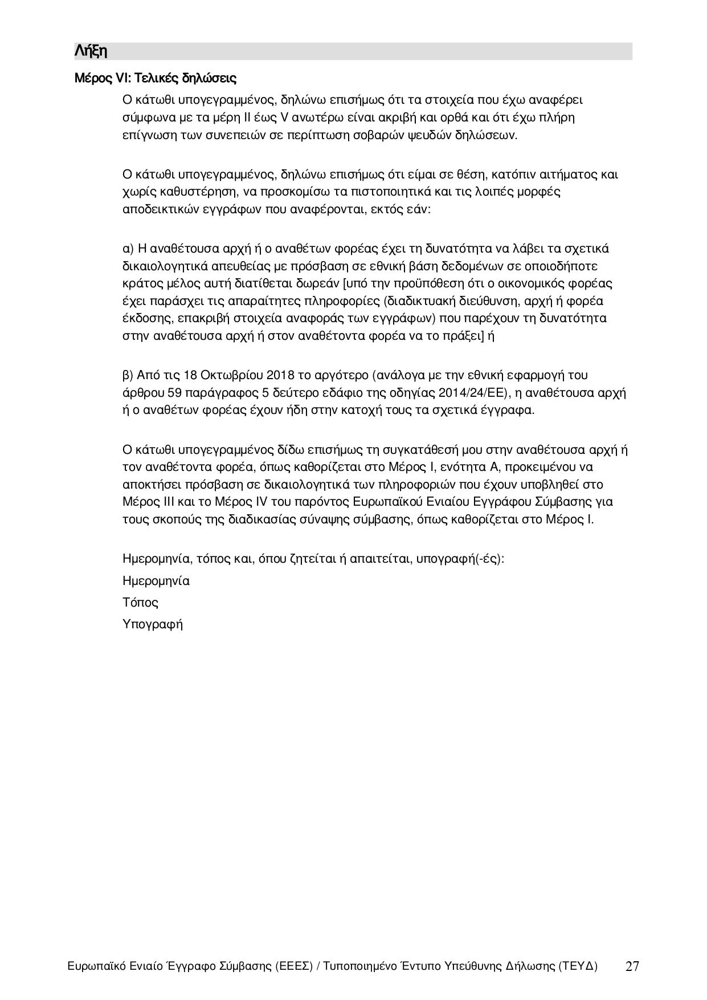 Λήξη
Μέρος VI: Τελικές δηλώσεις
Ο κάτωθι υπογεγραμμένος, δηλώνω επισήμως ότι τα στοιχεία που έχω αναφέρει
σύμφωνα με τα μέρη II έως V ανωτέρω είναι ακριβή και ορθά και ότι έχω πλήρη
επίγνωση των συνεπειών σε περίπτωση σοβαρών ψευδών δηλώσεων.
Ο κάτωθι υπογεγραμμένος, δηλώνω επισήμως ότι είμαι σε θέση, κατόπιν αιτήματος και
χωρίς καθυστέρηση, να προσκομίσω τα πιστοποιητικά και τις λοιπές μορφές
αποδεικτικών εγγράφων που αναφέρονται, εκτός εάν:
α) Η αναθέτουσα αρχή ή ο αναθέτων φορέας έχει τη δυνατότητα να λάβει τα σχετικά
δικαιολογητικά απευθείας με πρόσβαση σε εθνική βάση δεδομένων σε οποιοδήποτε
κράτος μέλος αυτή διατίθεται δωρεάν [υπό την προϋπόθεση ότι ο οικονομικός φορέας
έχει παράσχει τις απαραίτητες πληροφορίες (διαδικτυακή διεύθυνση, αρχή ή φορέα
έκδοσης, επακριβή στοιχεία αναφοράς των εγγράφων) που παρέχουν τη δυνατότητα
στην αναθέτουσα αρχή ή στον αναθέτοντα φορέα να το πράξει] ή
β) Από τις 18 Οκτωβρίου 2018 το αργότερο (ανάλογα με την εθνική εφαρμογή του
άρθρου 59 παράγραφος 5 δεύτερο εδάφιο της οδηγίας 2014/24/ΕΕ), η αναθέτουσα αρχή
ή ο αναθέτων φορέας έχουν ήδη στην κατοχή τους τα σχετικά έγγραφα.
Ο κάτωθι υπογεγραμμένος δίδω επισήμως τη συγκατάθεσή μου στην αναθέτουσα αρχή ή
τον αναθέτοντα φορέα, όπως καθορίζεται στο Μέρος Ι, ενότητα Α, προκειμένου να
αποκτήσει πρόσβαση σε δικαιολογητικά των πληροφοριών που έχουν υποβληθεί στο
Μέρος ΙΙΙ και το Μέρος IV του παρόντος Ευρωπαϊκού Ενιαίου Εγγράφου Σύμβασης για
τους σκοπούς της διαδικασίας σύναψης σύμβασης, όπως καθορίζεται στο Μέρος Ι.
Ημερομηνία, τόπος και, όπου ζητείται ή απαιτείται, υπογραφή(-ές):
Ημερομηνία
Τόπος
Υπογραφή
Ευρωπαϊκό Ενιαίο Έγγραφο Σύμβασης (ΕΕΕΣ) / Τυποποιημένο Έντυπο Υπεύθυνης Δήλωσης (ΤΕΥΔ) 27